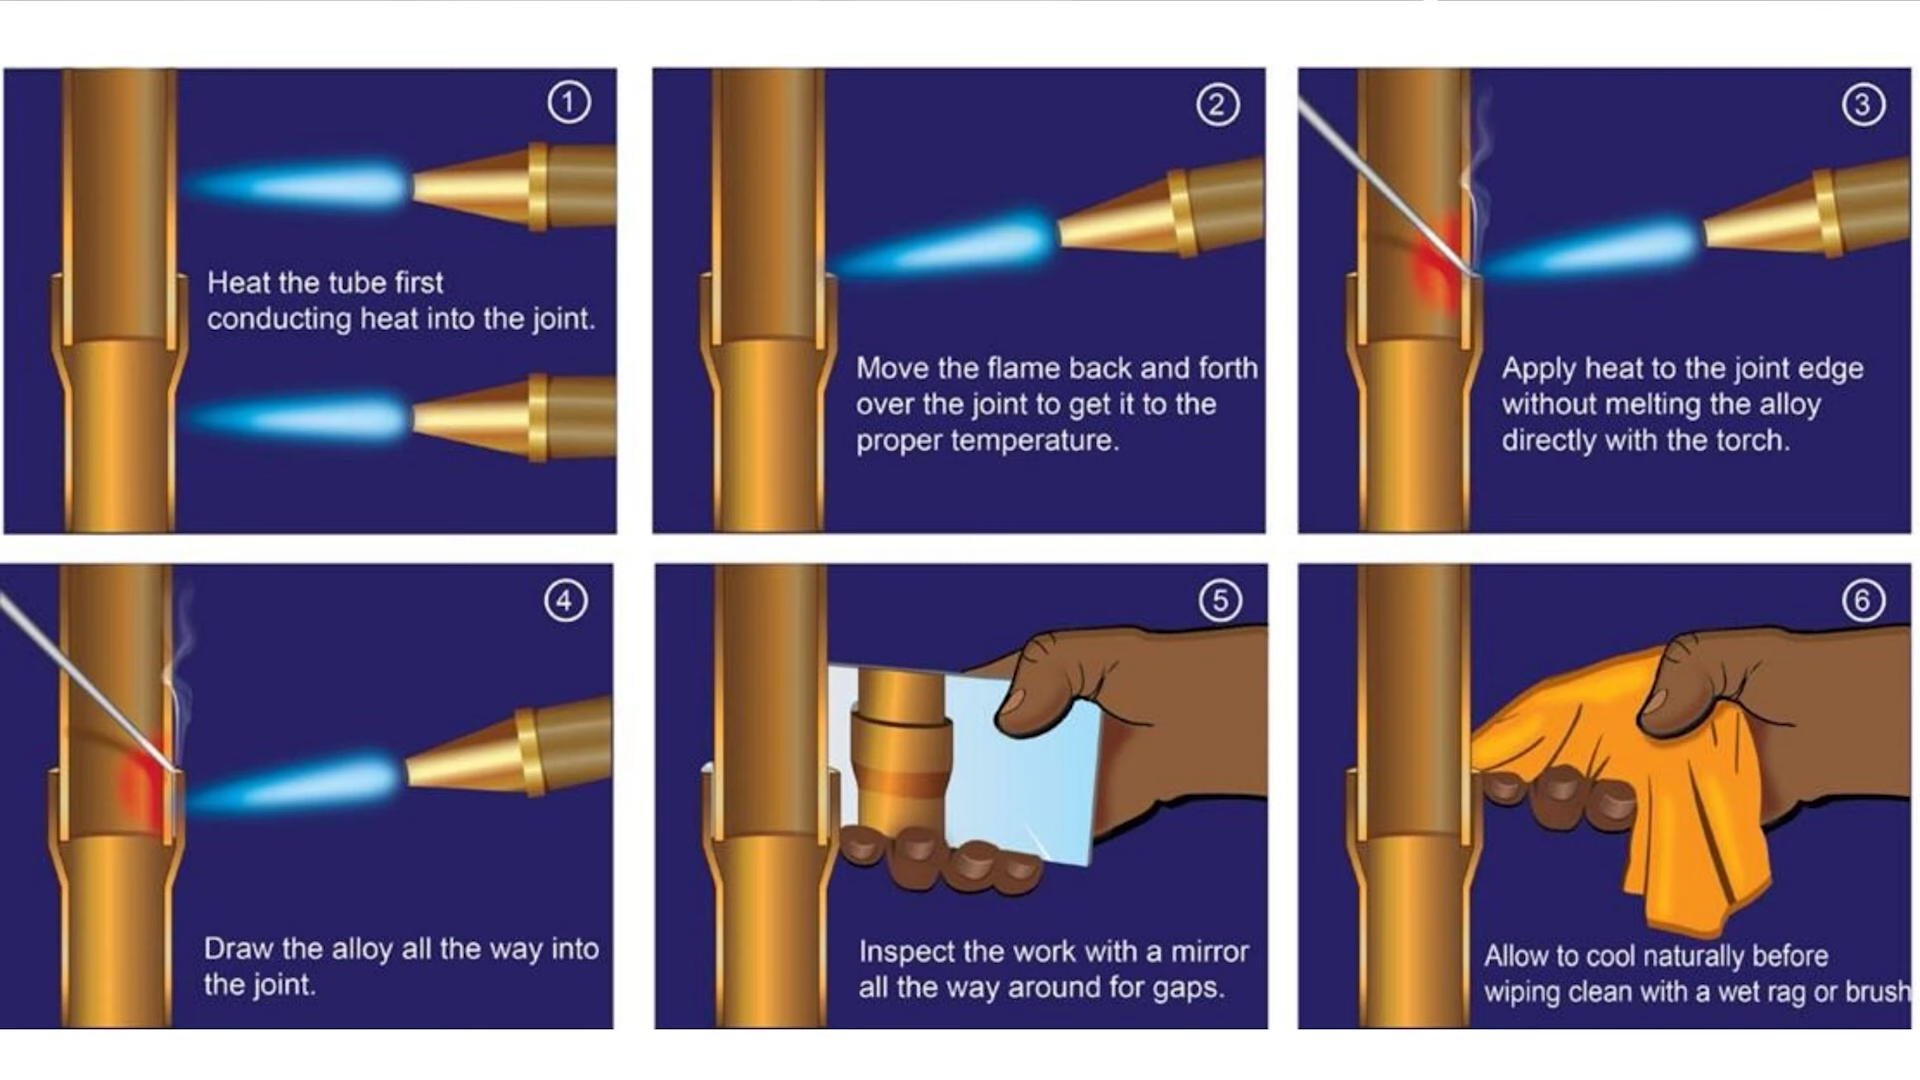 1
Heat the tube first
conducting heat into the joint.
2
Move the flame back and forth
over the joint to get it to the
proper temperature.
3
Apply heat to the joint edge
without melting the alloy
directly with the torch.
4
Draw the alloy all the way into
the joint.
5
Inspect the work with a mirror
all the way around for gaps.
6
Allow to cool naturally before
wiping clean with a wet rag or brush